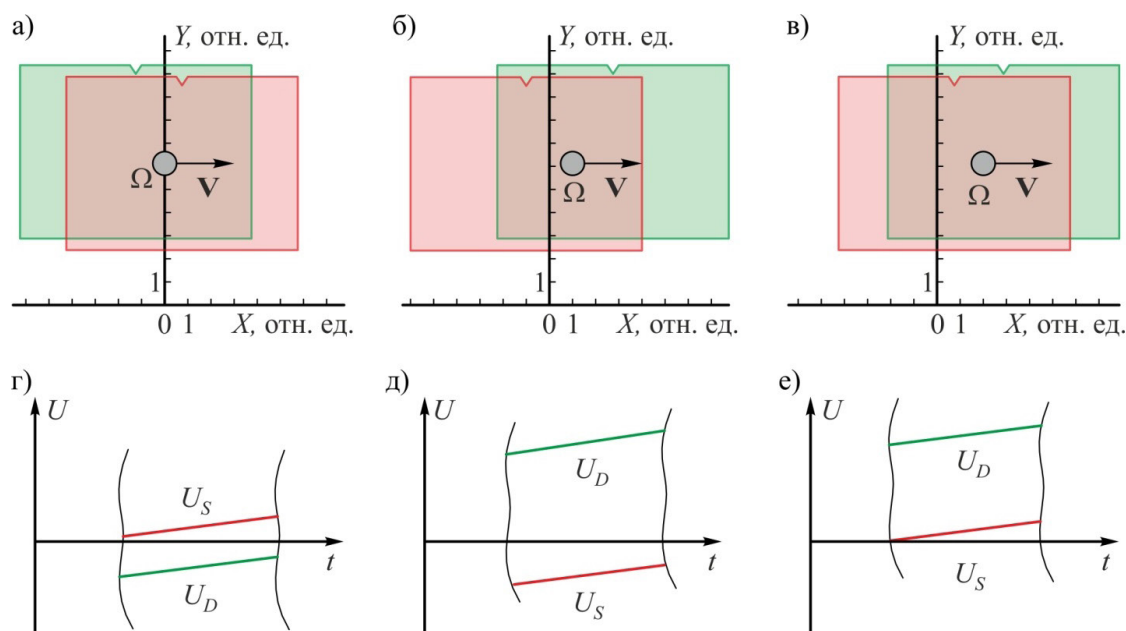 а)
Y, отн. ед.
Ω
V
1
0 1 X, отн. ед.
б)
Y, отн. ед.
Ω
V
1
0 1 X, отн. ед.
в)
Y, отн. ед.
Ω
V
1
0 1 X, отн. ед.
г)
U
U_S
t
U_D
д)
U
U_D
t
U_S
е)
U
U_D
t
U_S